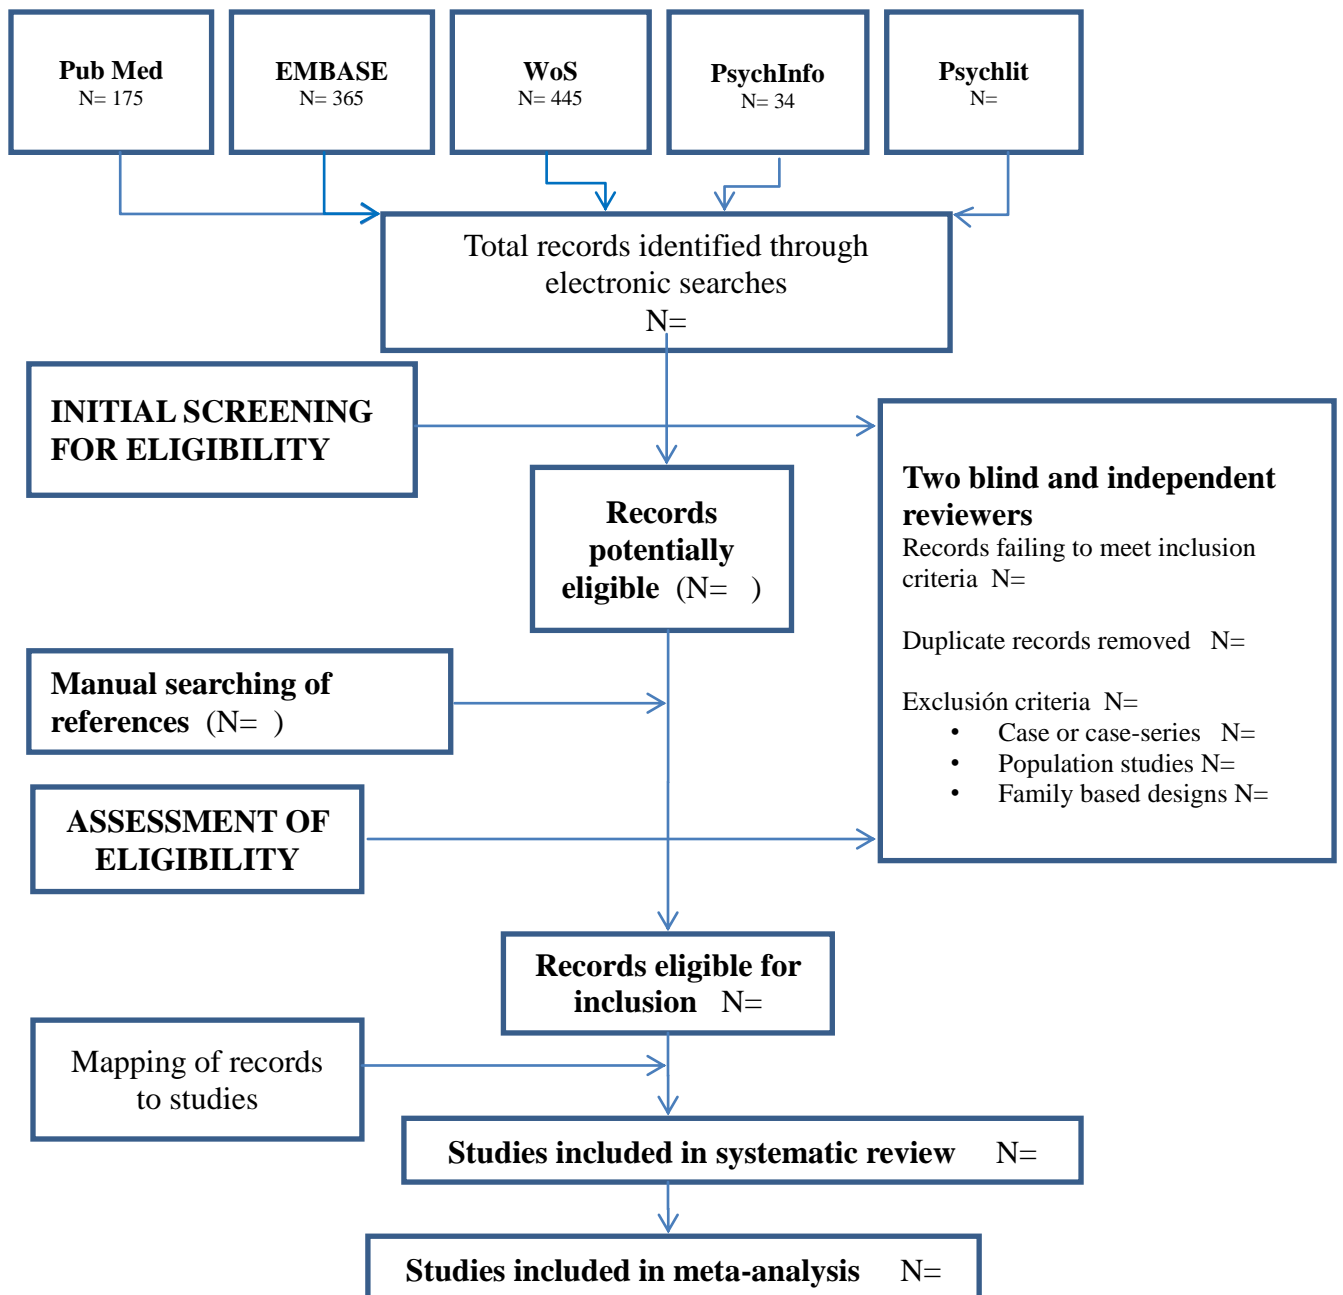 Pub Med
N= 175
EMBASE
N= 365
WoS
N= 445
PsychInfo
N= 34
Psychlit
N=
Total records identified through
electronic searches
N=
INITIAL SCREENING
FOR ELIGIBILITY
Records
potentially
eligible (N= )
Two blind and independent
reviewers
Records failing to meet inclusion
criteria N=
Duplicate records removed N=
Exclusión criteria N=
• Case or case-series N=
• Population studies N=
• Family based designs N=
Manual searching of
references (N= )
ASSESSMENT OF
ELIGIBILITY
Records eligible for
inclusion N=
Mapping of records
to studies
Studies included in systematic review N=
Studies included in meta-analysis N=